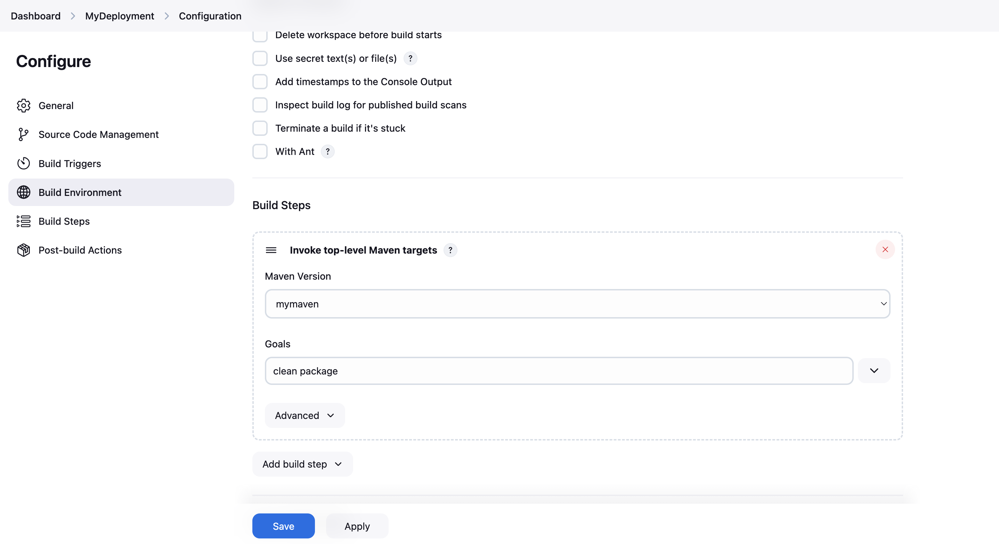 Dashboard > MyDeployment > Configuration
Configure
General
Source Code Management
Build Triggers
Build Environment
Build Steps
Post-build Actions
Delete workspace before build starts
Use secret text(s) or file(s) ?
Add timestamps to the Console Output
Inspect build log for published build scans
Terminate a build if it's stuck
With Ant ?
Build Steps
Invoke top-level Maven targets ?
Maven Version
mymaven
Goals
clean package
Advanced
Add build step
Save Apply